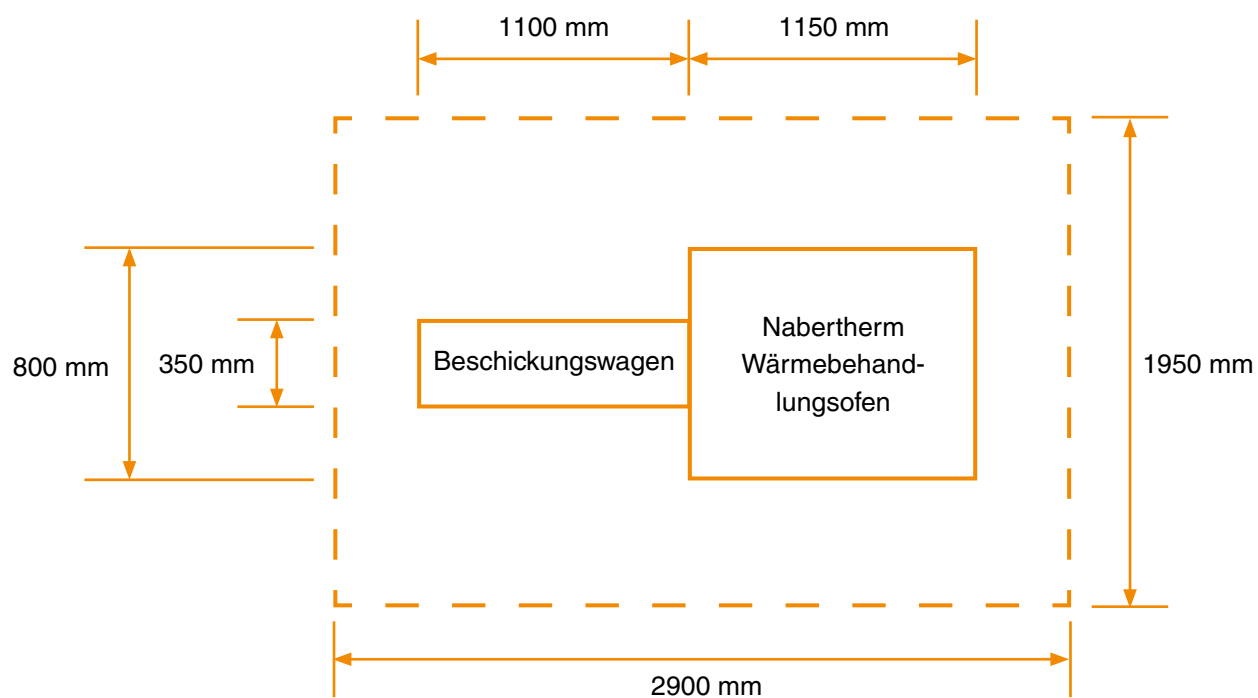 1100 mm
1150 mm
800 mm
350 mm
Beschickungswagen
Nabertherm
Wärmebehand-
lungsofen
1950 mm
2900 mm